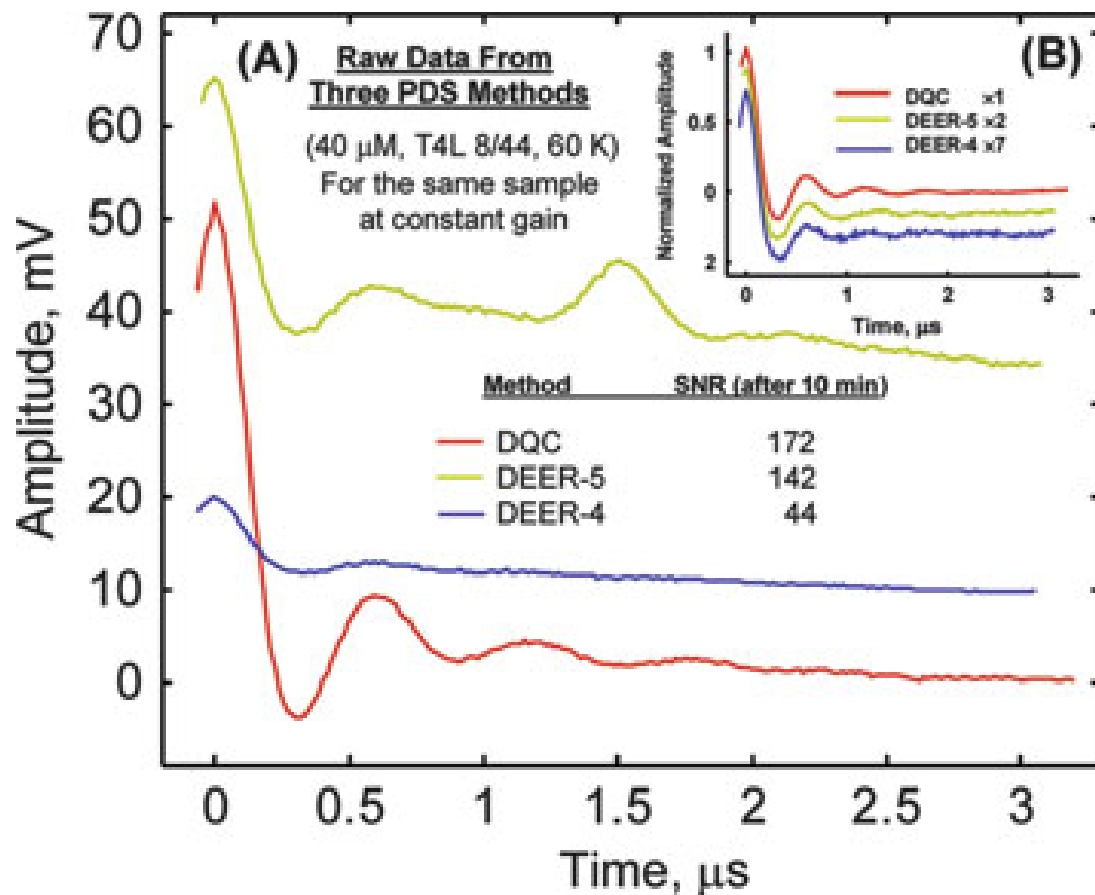 (A) Raw Data From
Three PDS Methods
(40 μM, T4L 8/44, 60 K)
For the same sample
at constant gain
Amplitude, mV
70
60
50
40
30
20
10
0
0 0.5 1 1.5 2 2.5 3
Time, μs
Method SNR (after 10 min)
DQC 172
DEER-5 142
DEER-4 44
(B)
DQC ×1
DEER-5 ×2
DEER-4 ×7
Normalized Amplitude
1
0.5
0
2
0 1 2 3
Time, μs